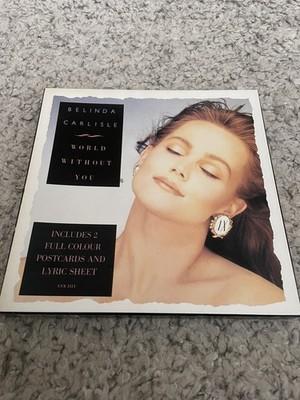 BELINDA
CARLISLE
WORLD
WITHOUT
YOU
INCLUDES 2
FULL COLOUR
POSTCARDS AND
LYRIC SHEET